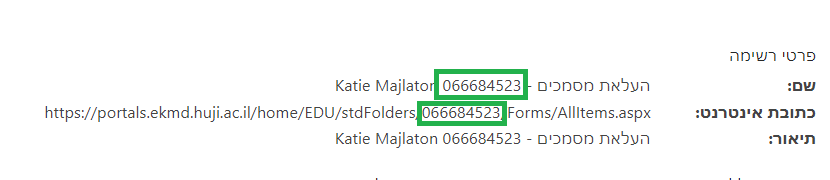 פרטי רשימה
שם: העלאת מסמכים - 066684523 Katie Majlaton
כתובת אינטרנט: https://portals.ekmd.huji.ac.il/home/EDU/stdFolders/066684523/Forms/AllItems.aspx
תיאור: העלאת מסמכים - 066684523 Katie Majlaton